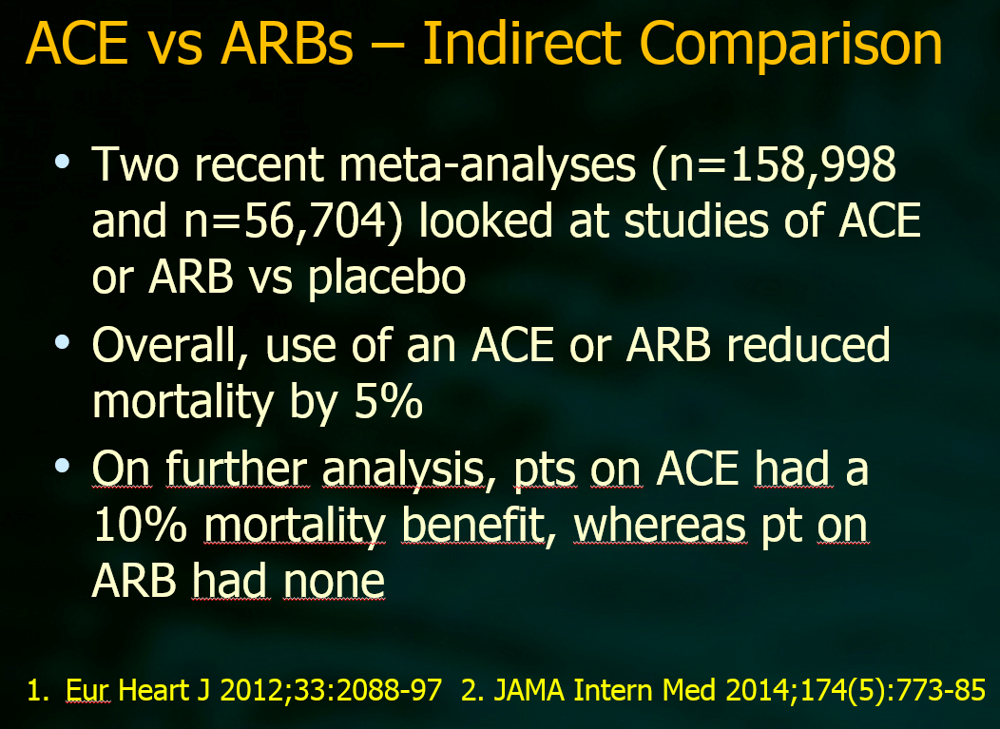 ACE vs ARBs – Indirect Comparison
• Two recent meta-analyses (n=158,998
and n=56,704) looked at studies of ACE
or ARB vs placebo
• Overall, use of an ACE or ARB reduced
mortality by 5%
• On further analysis, pts on ACE had a
10% mortality benefit, whereas pt on
ARB had none
1. Eur Heart J 2012;33:2088-97 2. JAMA Intern Med 2014;174(5):773-85